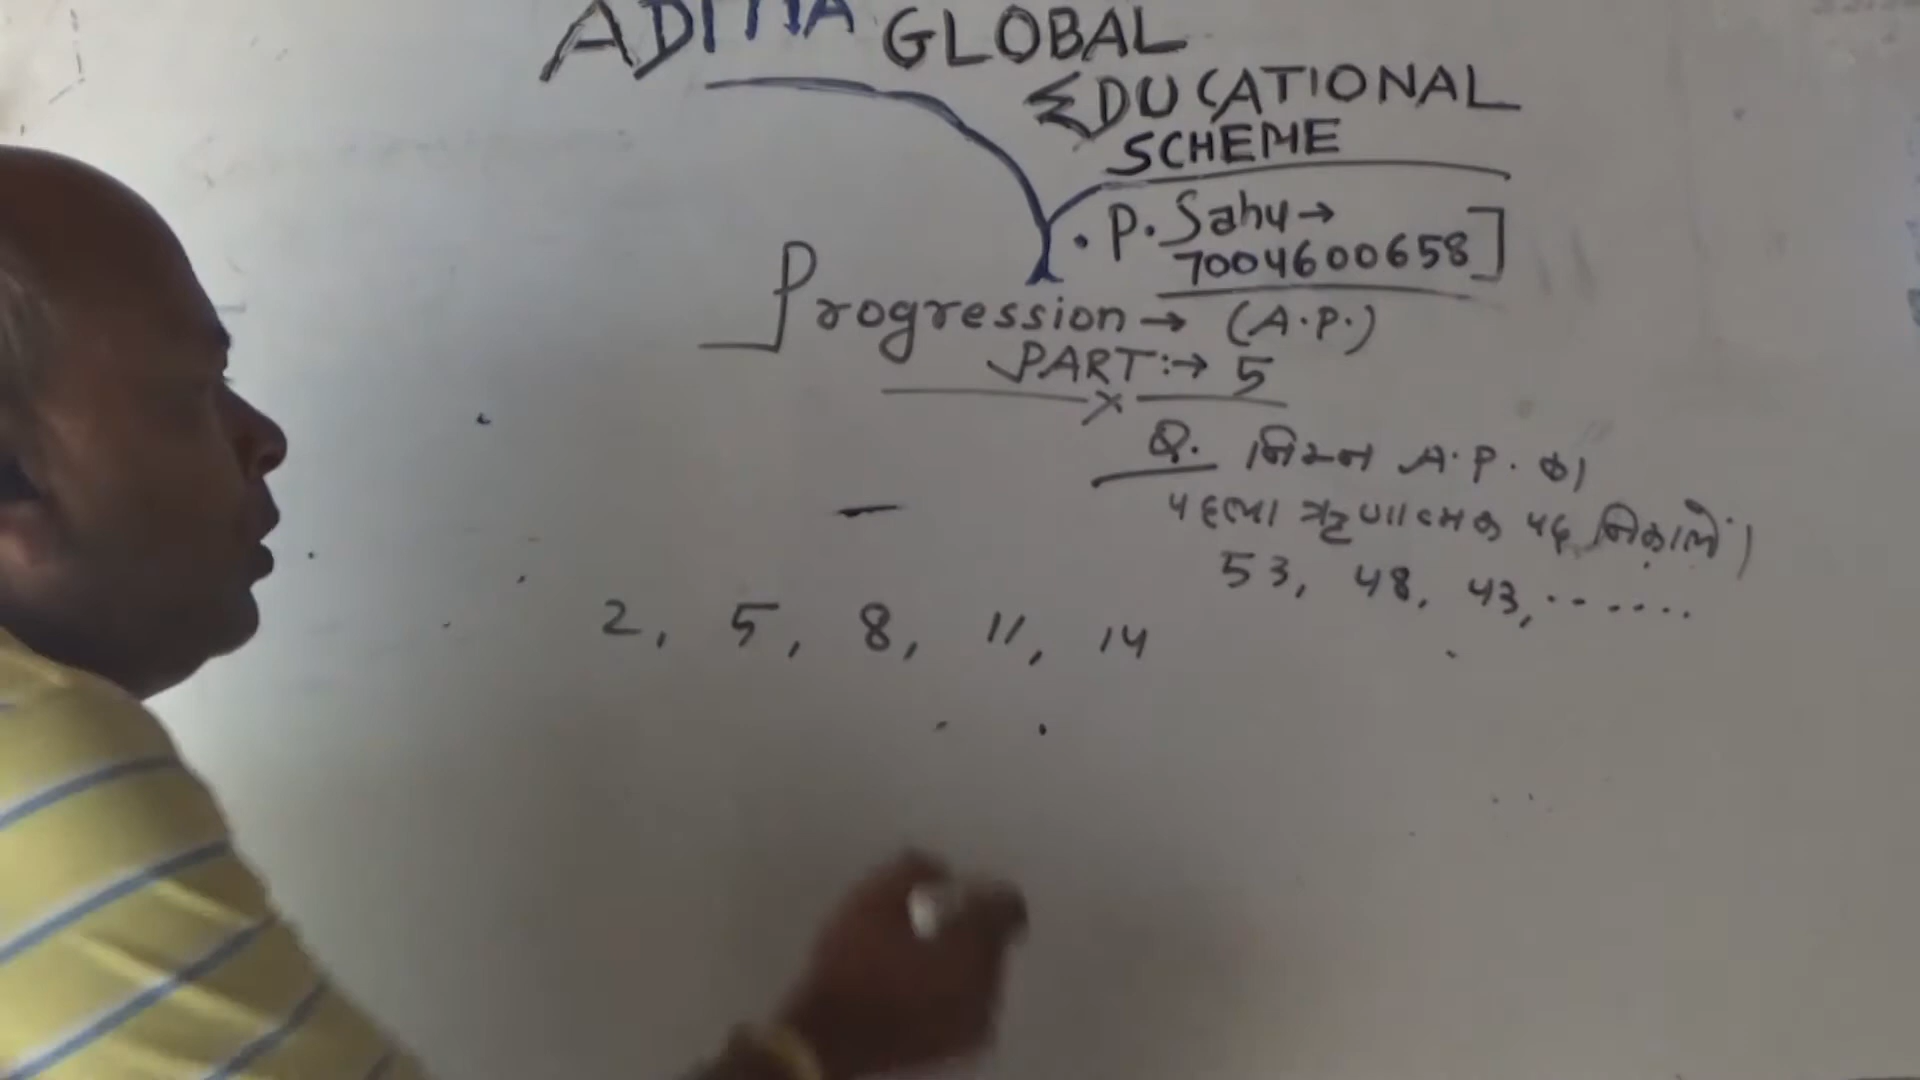 ADITYA GLOBAL
EDUCATIONAL
SCHEME
P. Sahu →
7004600658]
Progression → (A.P.)
PART :→ 5
Q. निम्न A.P. का
पहला ऋणात्मक पद निकालें।
53, 48, 43, .......
2, 5, 8, 11, 14